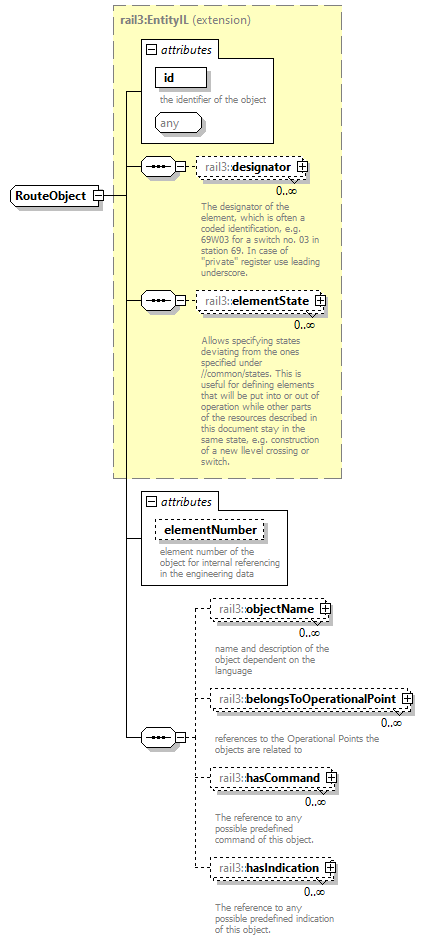 rail3:EntityIL (extension)
attributes
id
the identifier of the object
any
rail3:designator
0..∞
The designator of the
element, which is often a
coded identification, e.g.
69W03 for a switch no. 03 in
station 69. In case of
"private" register use leading
underscore.
RouteObject
rail3:elementState
0..∞
Allows specifying states
deviating from the ones
specified under
//common/states. This is
useful for defining elements
that will be put into or out of
operation while other parts
of the resources described in
this document stay in the
same state, e.g. construction
of a new llevel crossing or
switch.
attributes
elementNumber
element number of the
object for internal referencing
in the engineering data
rail3:objectName
0..∞
name and description of the
object dependent on the
language
rail3:belongsToOperationalPoint
0..∞
references to the Operational Points the
objects are related to
rail3:hasCommand
0..∞
The reference to any
possible predefined
command of this object.
rail3:hasIndication
0..∞
The reference to any
possible predefined indication
of this object.